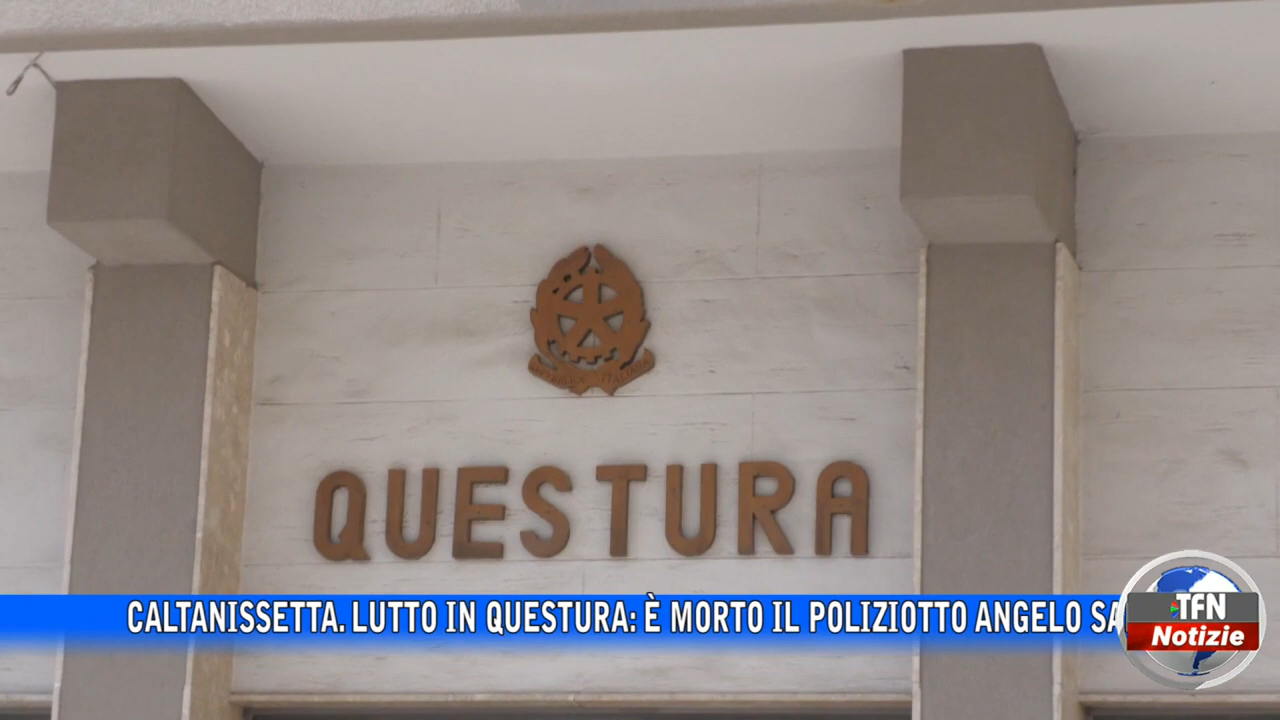 QUESTURA
CALTANISSETTA. LUTTO IN QUESTURA: È MORTO IL POLIZIOTTO ANGELO
TFN
Notizie